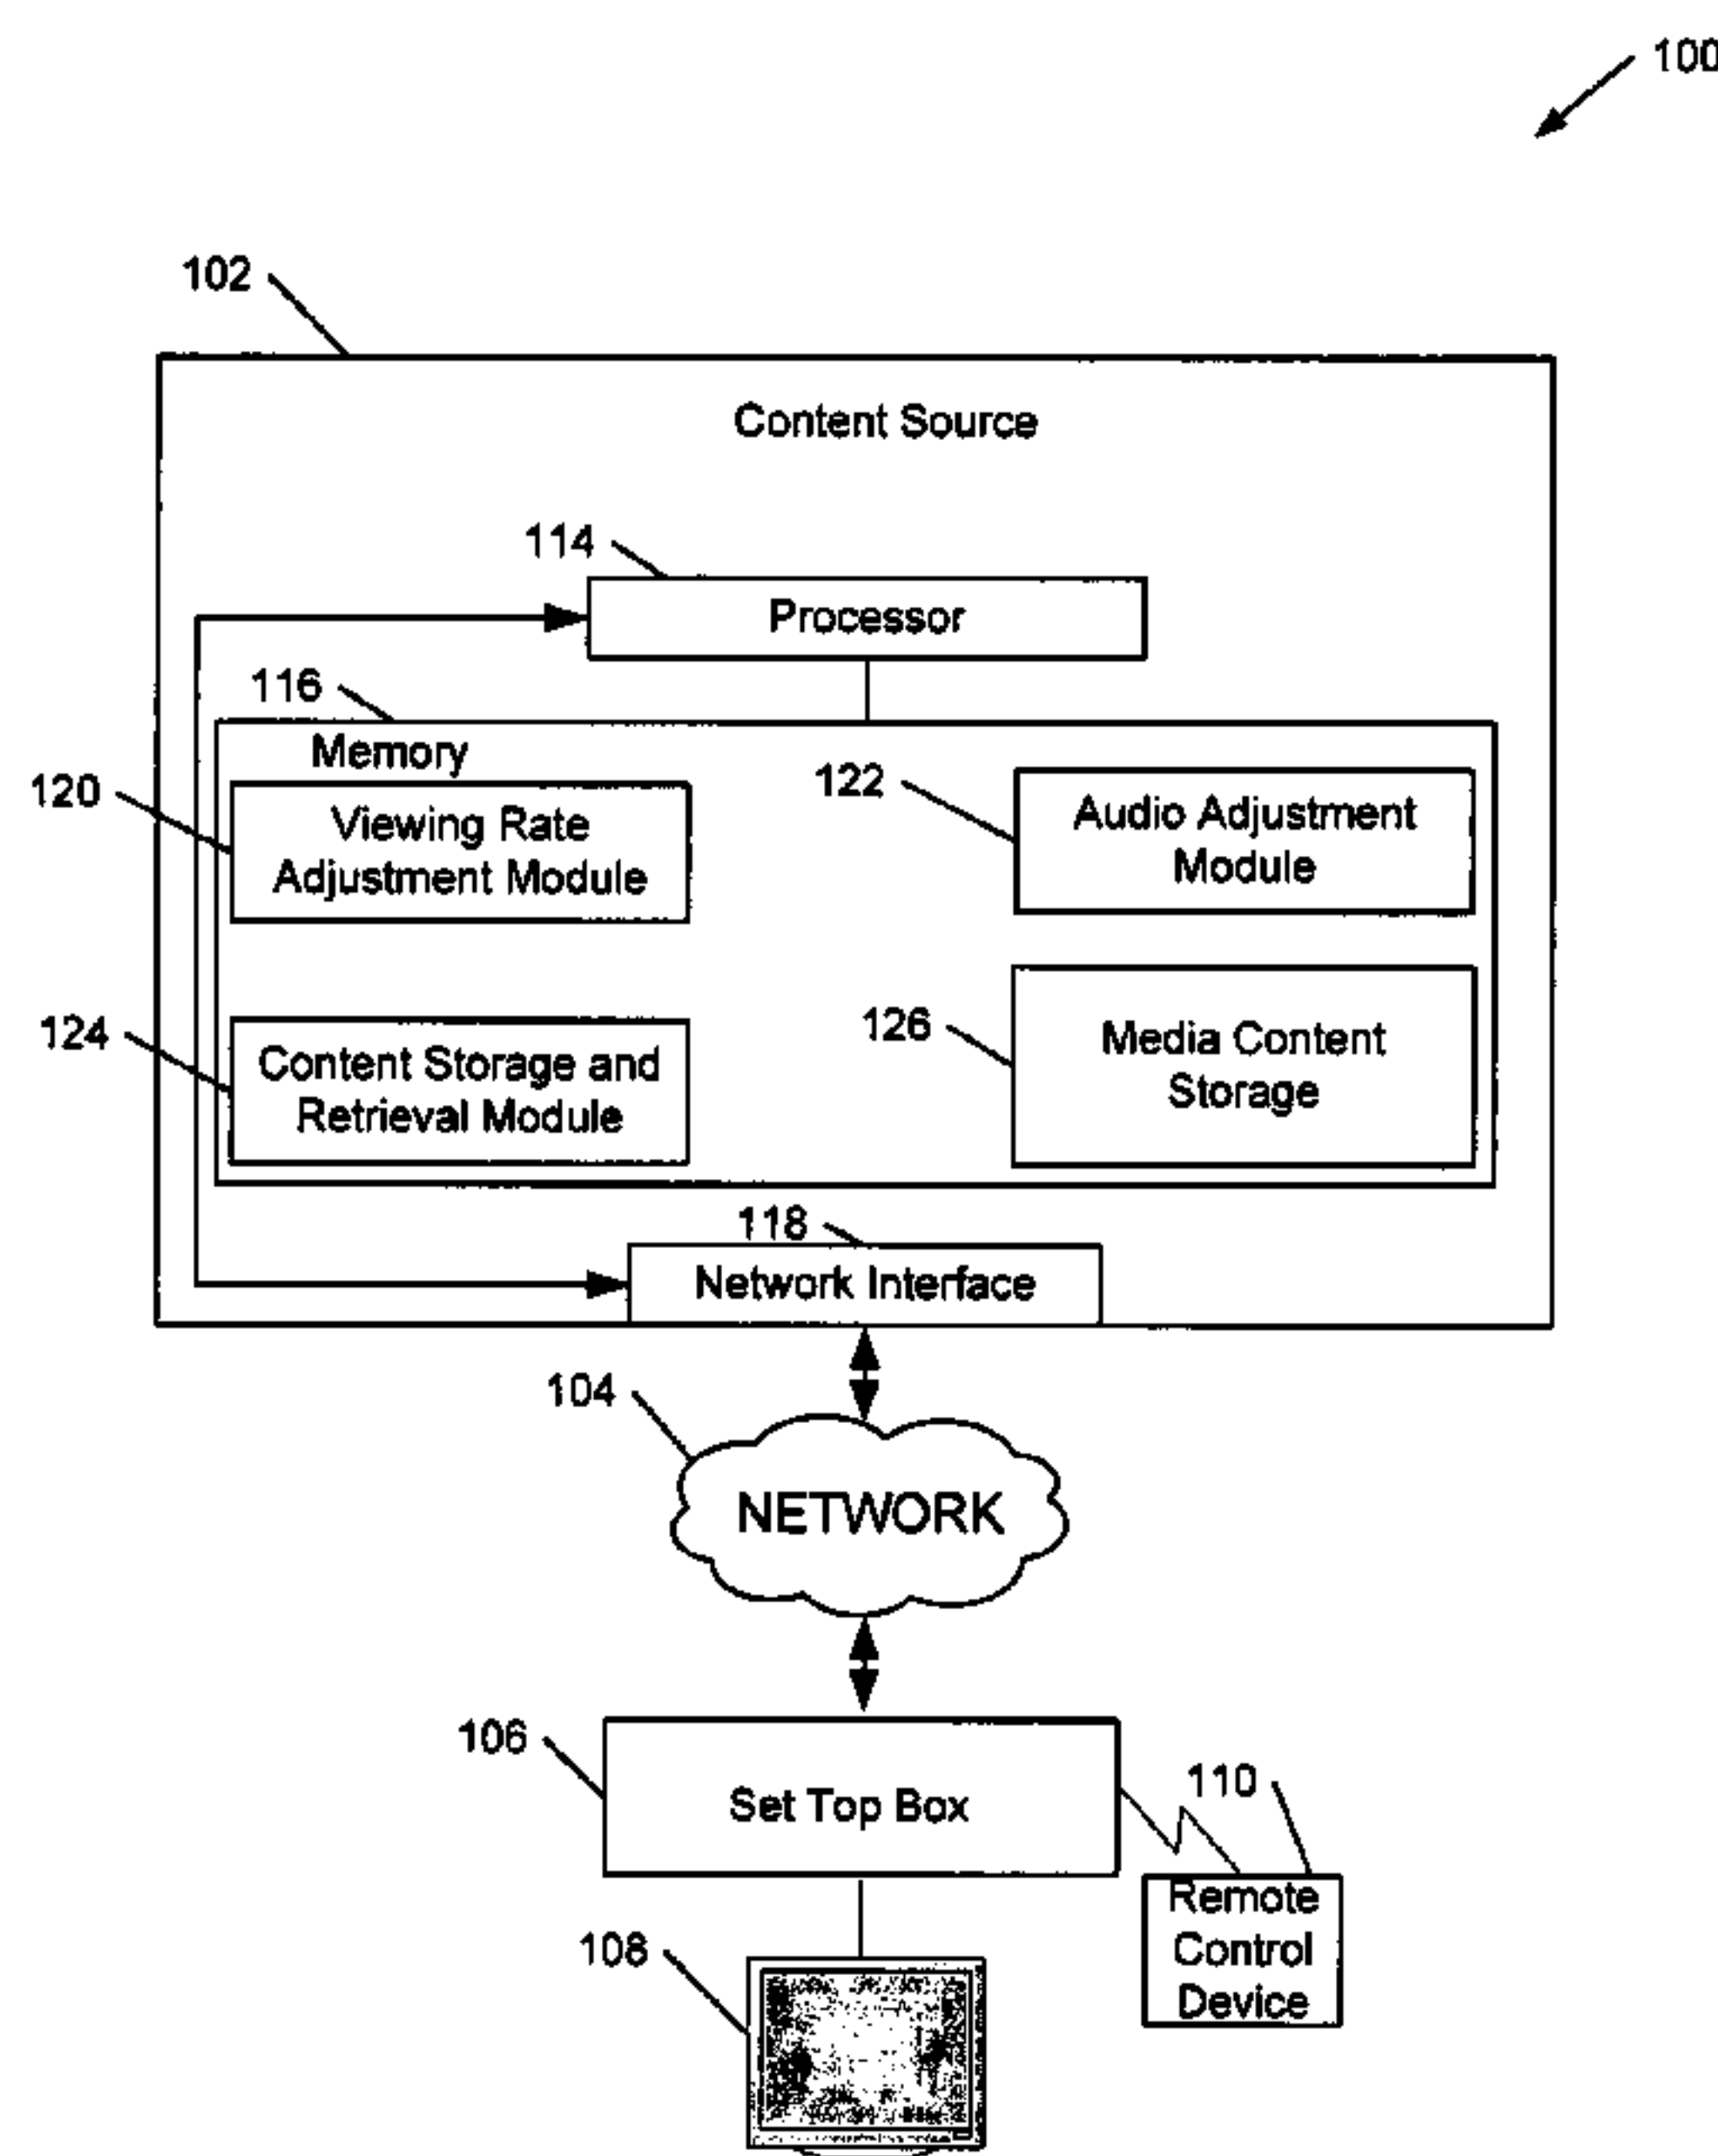 100
102
Content Source
114
Processor
116
Memory
120
Viewing Rate
Adjustment Module
122
Audio Adjustment
Module
124
Content Storage and
Retrieval Module
126
Media Content
Storage
118
Network Interface
104
NETWORK
106
Set Top Box
110
Remote
Control
Device
108